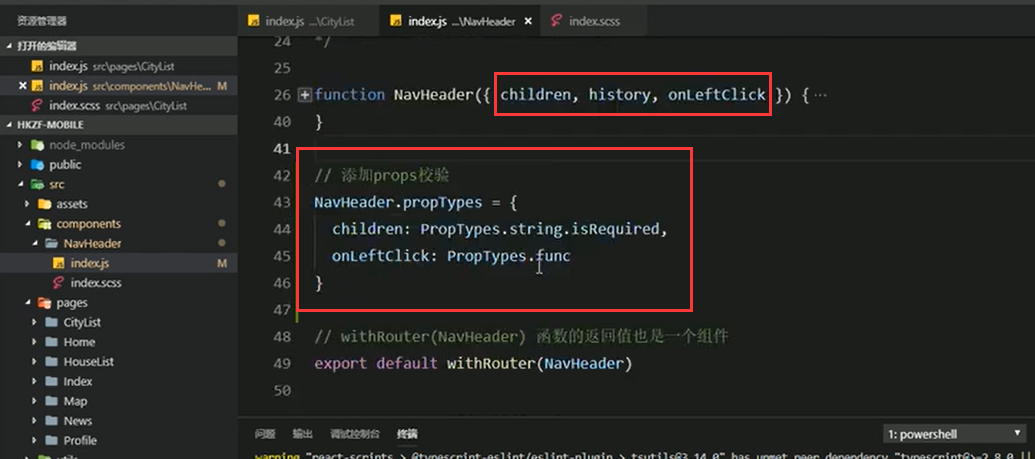 资源管理器
index.js ...\CityList
index.js ...\NavHeader ×
index.scss
打开的编辑器
index.js src\pages\CityList
× index.js src\components\NavHe... M
index.scss src\pages\CityList
HKZF-MOBILE
node_modules
public
src
assets
components
NavHeader
index.js M
index.scss
pages
CityList
Home
HouseList
Index
Map
News
Profile
24 */
25
26 function NavHeader({ children, history, onLeftClick }) { ...
40 }
41
42 // 添加props校验
43 NavHeader.propTypes = {
44 children: PropTypes.string.isRequired,
45 onLeftClick: PropTypes.func
46 }
47
48 // withRouter(NavHeader) 函数的返回值也是一个组件
49 export default withRouter(NavHeader)
50
问题 输出 调试控制台 终端
1: powershell
warning "react-scripts > @typescript-eslint/eslint-plugin > tsutils@3.14.0" has unmet peer dependency "typescript@>=2.8.0